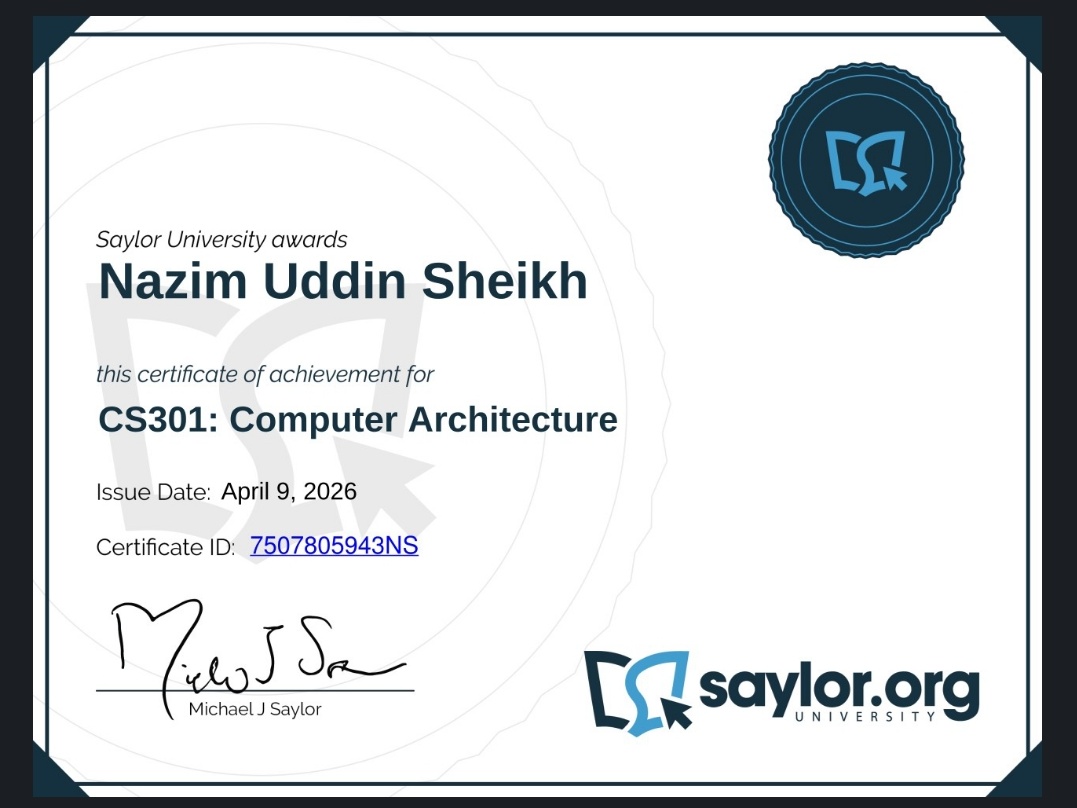 Saylor University awards
Nazim Uddin Sheikh
this certificate of achievement for
CS301: Computer Architecture
Issue Date: April 9, 2026
Certificate ID: 7507805943NS
Michael J Saylor
saylor.org
UNIVERSITY